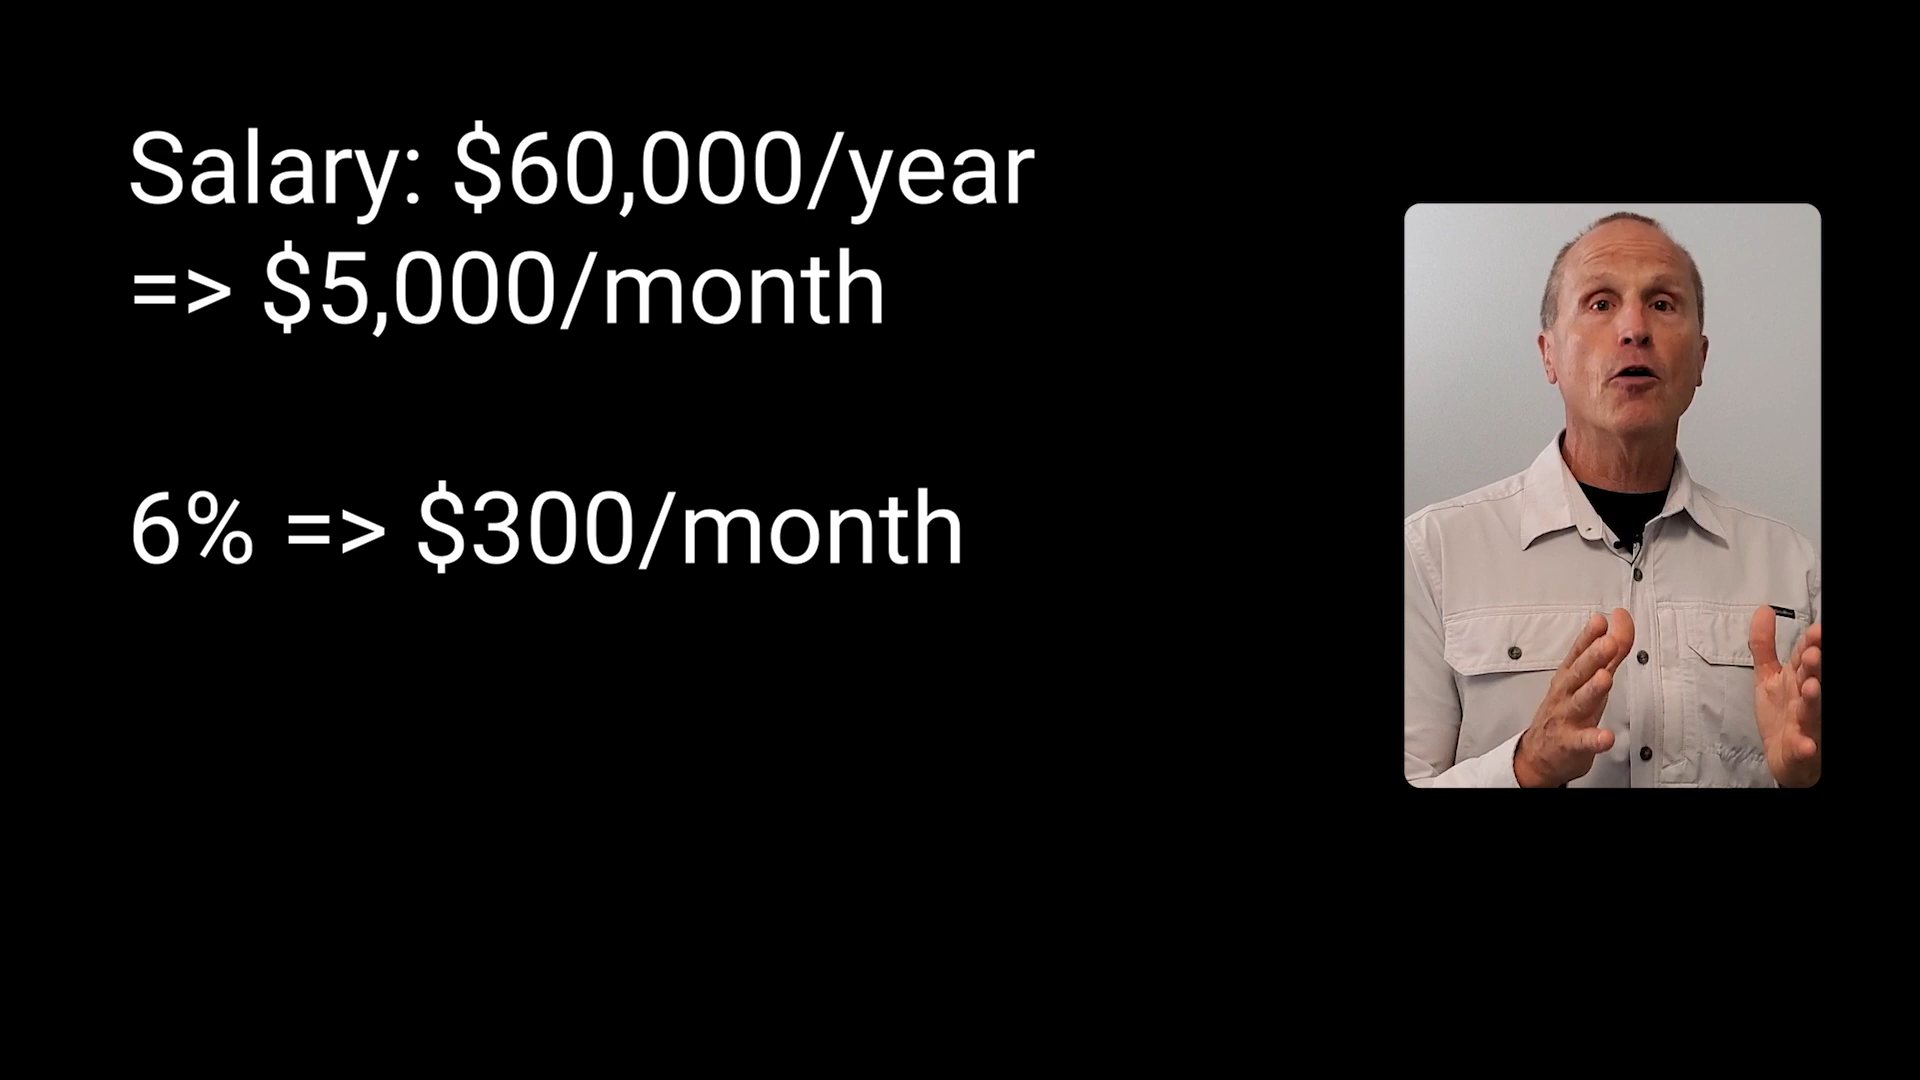 Salary: $60,000/year
=> $5,000/month
6% => $300/month